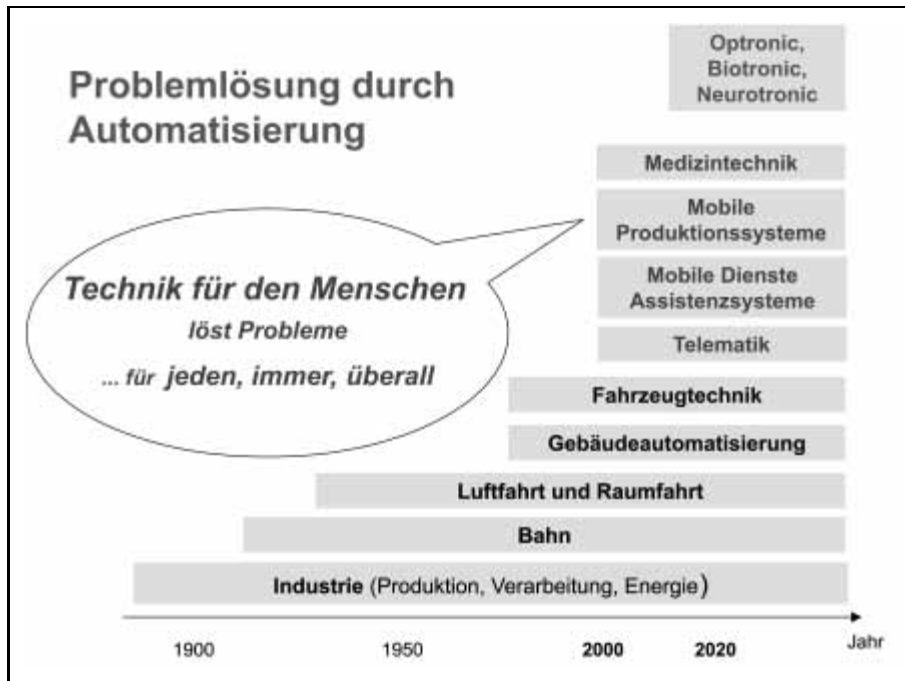 Problemlösung durch
Automatisierung
Optronic,
Biotronic,
Neurotronic
Medizintechnik
Mobile
Produktionssysteme
Mobile Dienste
Assistenzsysteme
Telematik
Technik für den Menschen
löst Probleme
... für jeden, immer, überall
Fahrzeugtechnik
Gebäudeautomatisierung
Luftfahrt und Raumfahrt
Bahn
Industrie (Produktion, Verarbeitung, Energie)
1900 1950 2000 2020 Jahr